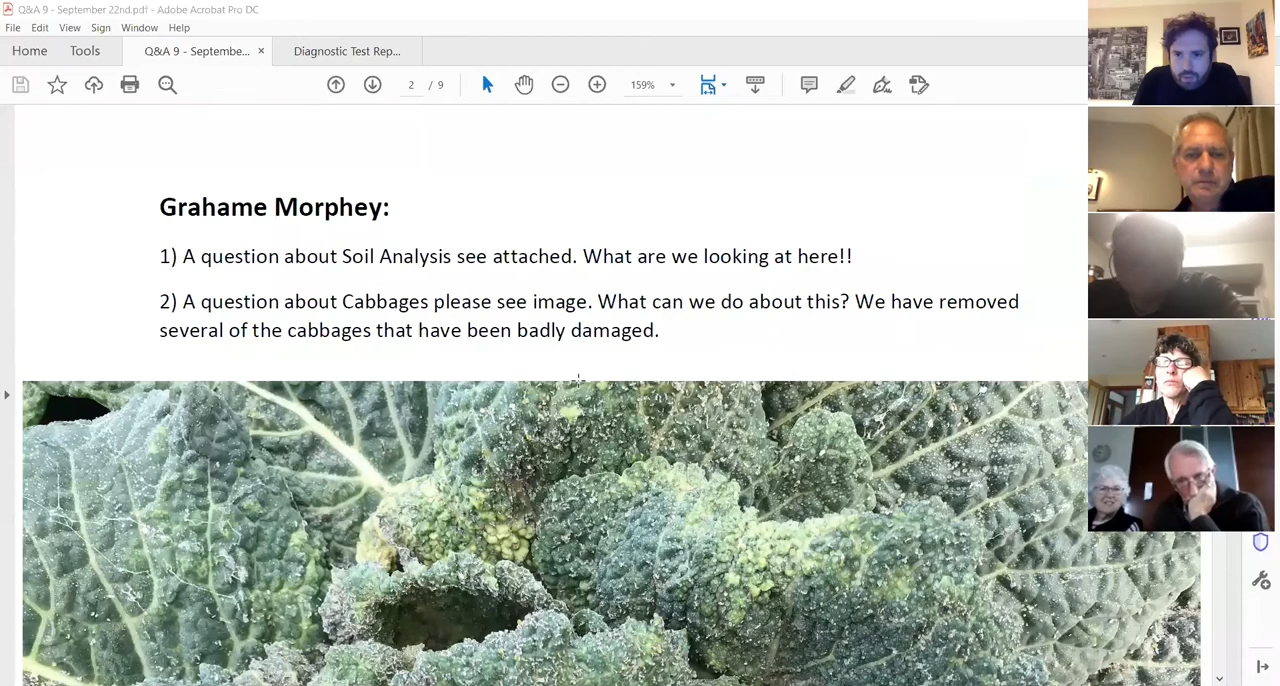 Q&A 9 - September 22nd.pdf - Adobe Acrobat Pro DC
File Edit View Sign Window Help
Home Tools Q&A 9 - Septembe... × Diagnostic Test Rep...
2 / 9 159%
Grahame Morphey:
1) A question about Soil Analysis see attached. What are we looking at here!!
2) A question about Cabbages please see image. What can we do about this? We have removed
several of the cabbages that have been badly damaged.